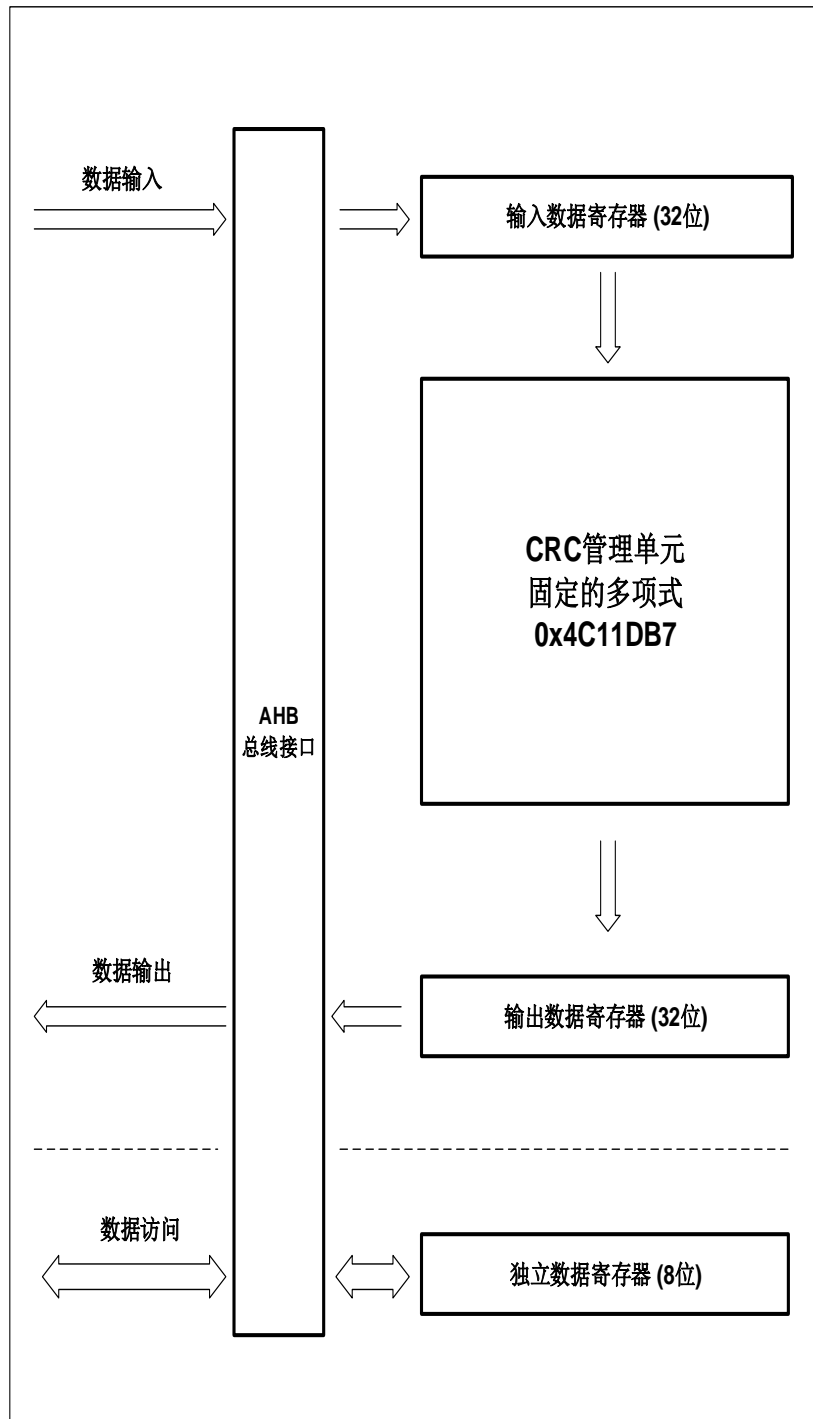 数据输入
输入数据寄存器 (32位)
CRC管理单元
固定的多项式
0x4C11DB7
AHB
总线接口
数据输出
输出数据寄存器 (32位)
数据访问
独立数据寄存器 (8位)